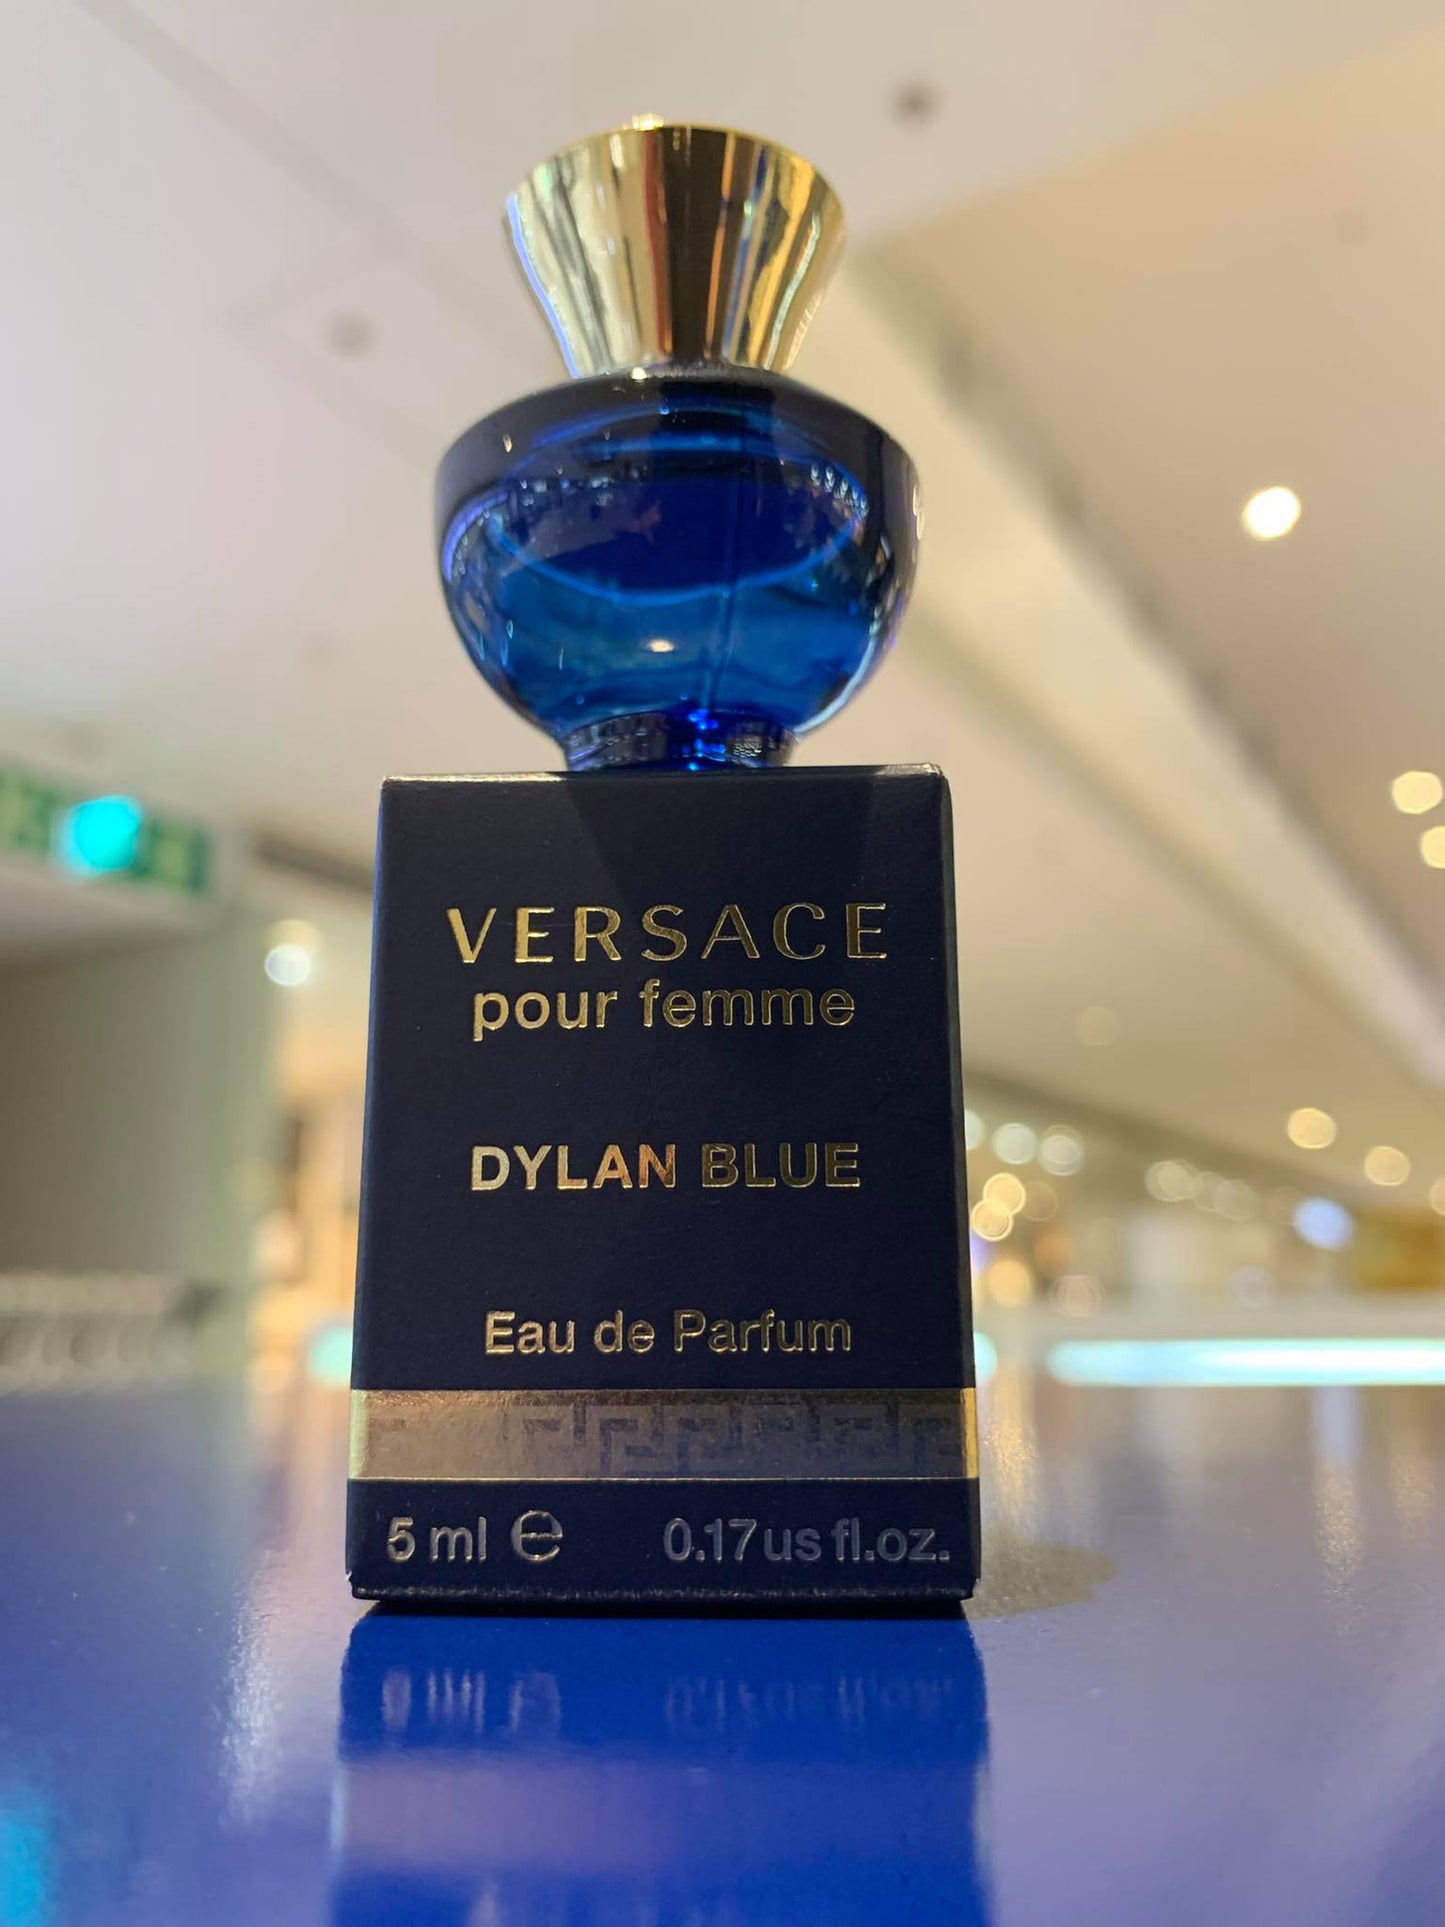 VERSACE
pour femme
DYLAN BLUE
Eau de Parfum
5 ml ℮ 0.17 us fl.oz.